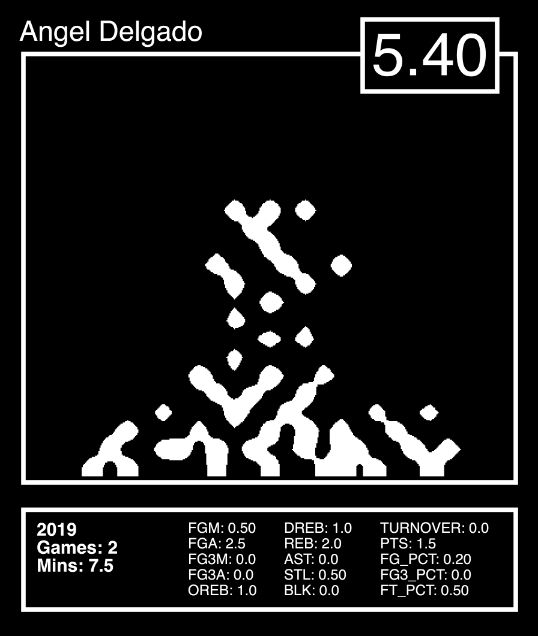 Angel Delgado
5.40
2019
Games: 2
Mins: 7.5
FGM: 0.50
FGA: 2.5
FG3M: 0.0
FG3A: 0.0
OREB: 1.0
DREB: 1.0
REB: 2.0
AST: 0.0
STL: 0.50
BLK: 0.0
TURNOVER: 0.0
PTS: 1.5
FG_PCT: 0.20
FG3_PCT: 0.0
FT_PCT: 0.50